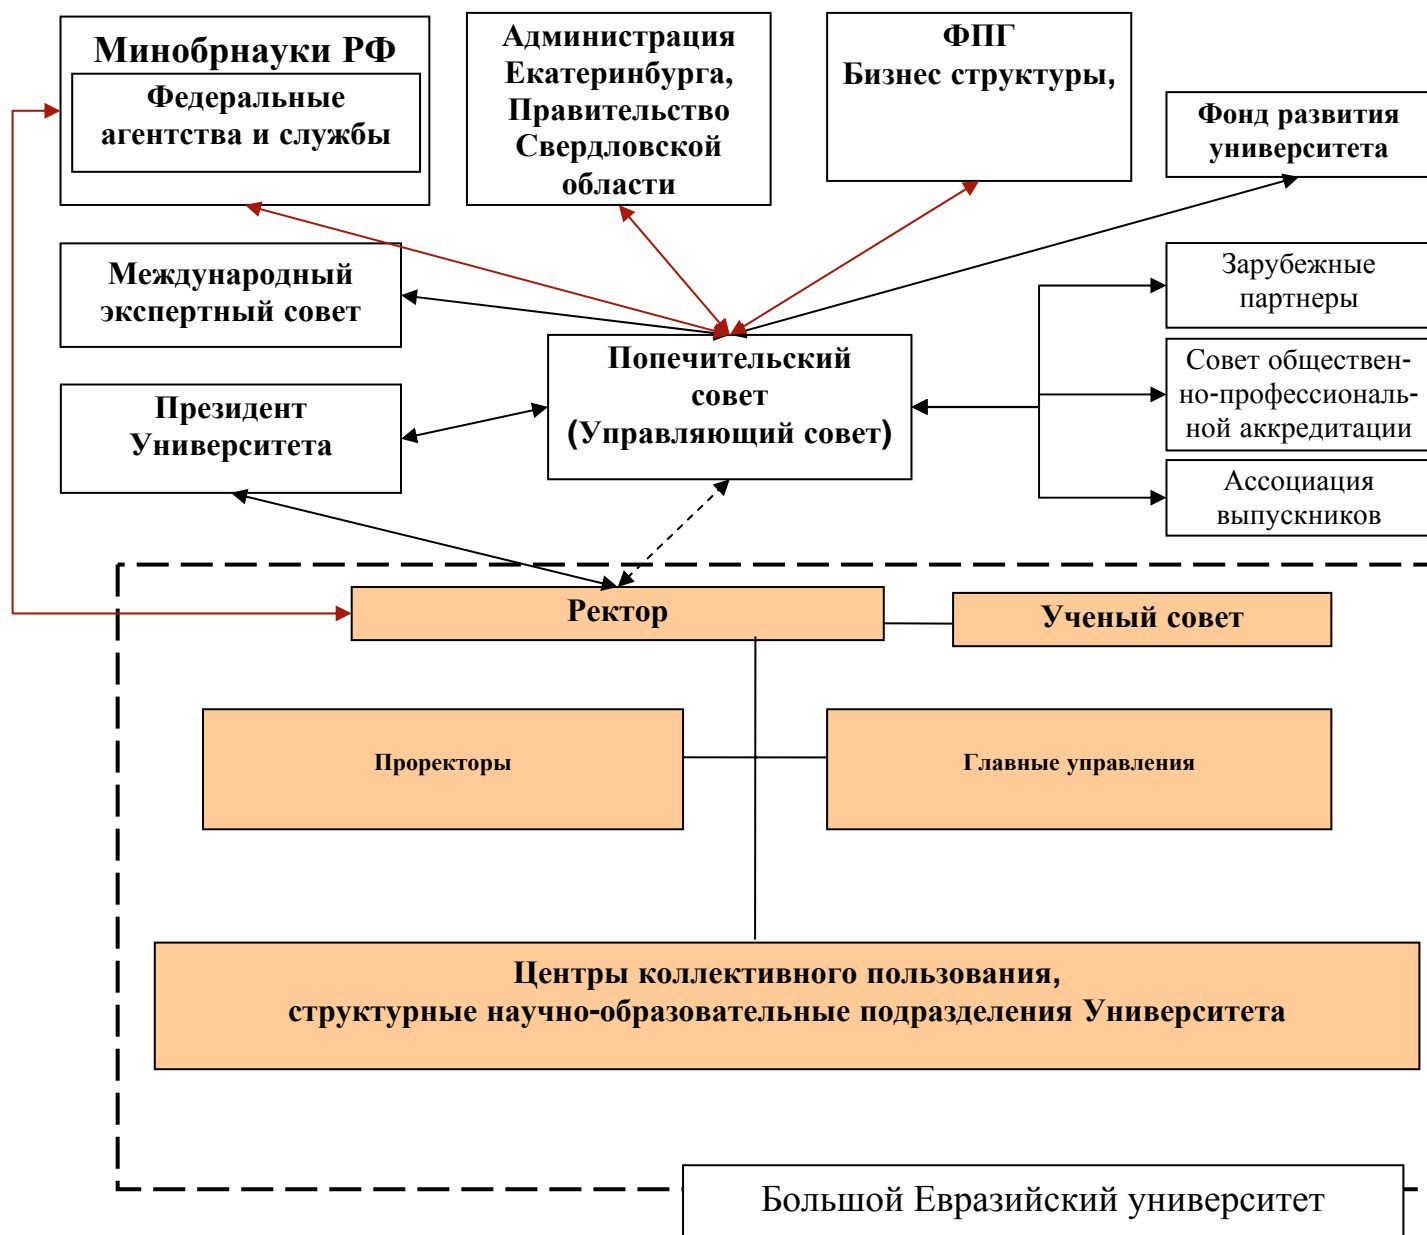 Минобрнауки РФ
Федеральные
агентства и службы
Администрация
Екатеринбурга,
Правительство
Свердловской
области
ФПГ
Бизнес структуры,
Фонд развития
университета
Международный
экспертный совет
Зарубежные
партнеры
Попечительский
совет
(Управляющий совет)
Президент
Университета
Совет обществен-
но-профессиональ-
ной аккредитации
Ассоциация
выпускников
Ректор
Ученый совет
Проректоры
Главные управления
Центры коллективного пользования,
структурные научно-образовательные подразделения Университета
Большой Евразийский университет